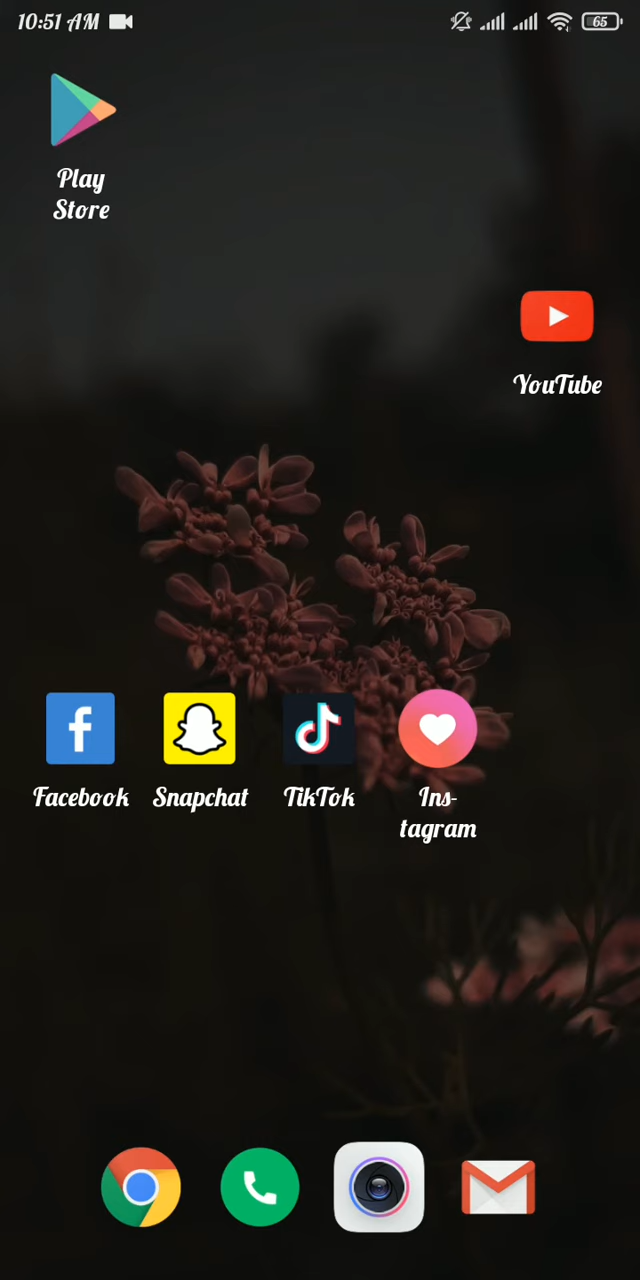 10:51 AM
65
Play
Store
YouTube
Facebook
Snapchat
TikTok
Ins-
tagram